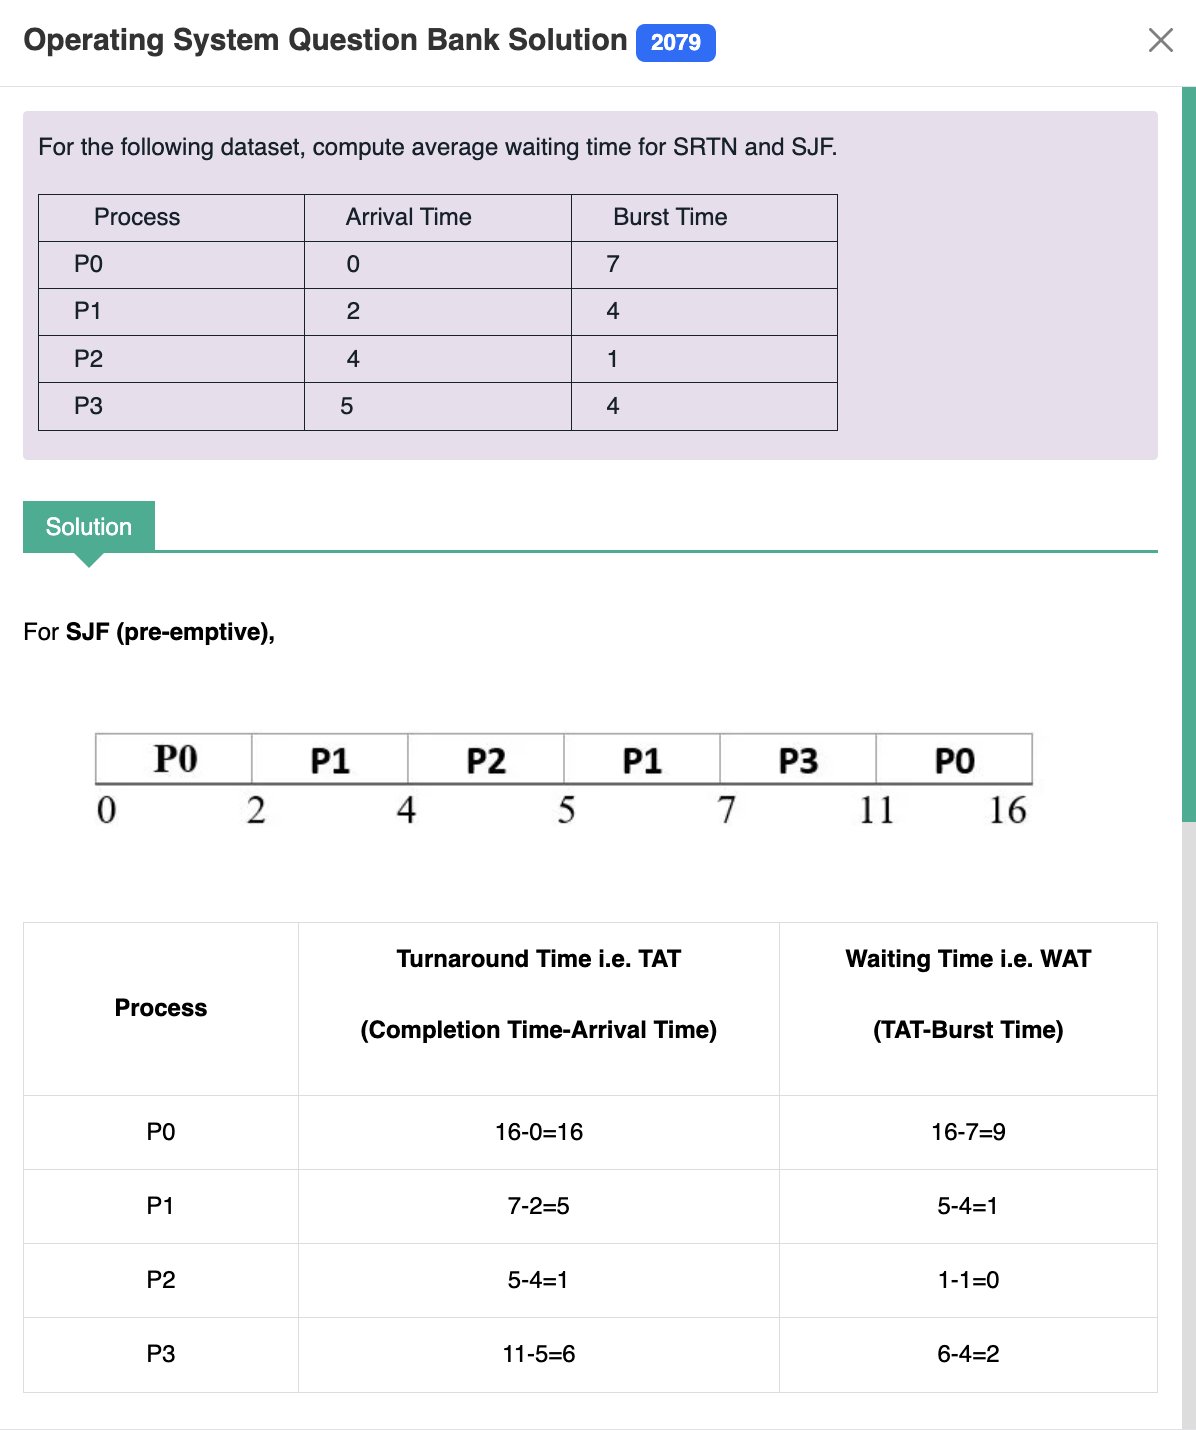 Operating System Question Bank Solution 2079
For the following dataset, compute average waiting time for SRTN and SJF.
Process Arrival Time Burst Time
P0 0 7
P1 2 4
P2 4 1
P3 5 4
Solution
For SJF (pre-emptive),
P0 P1 P2 P1 P3 P0
0 2 4 5 7 11 16
Process
Turnaround Time i.e. TAT
(Completion Time-Arrival Time)
Waiting Time i.e. WAT
(TAT-Burst Time)
P0 16-0=16 16-7=9
P1 7-2=5 5-4=1
P2 5-4=1 1-1=0
P3 11-5=6 6-4=2